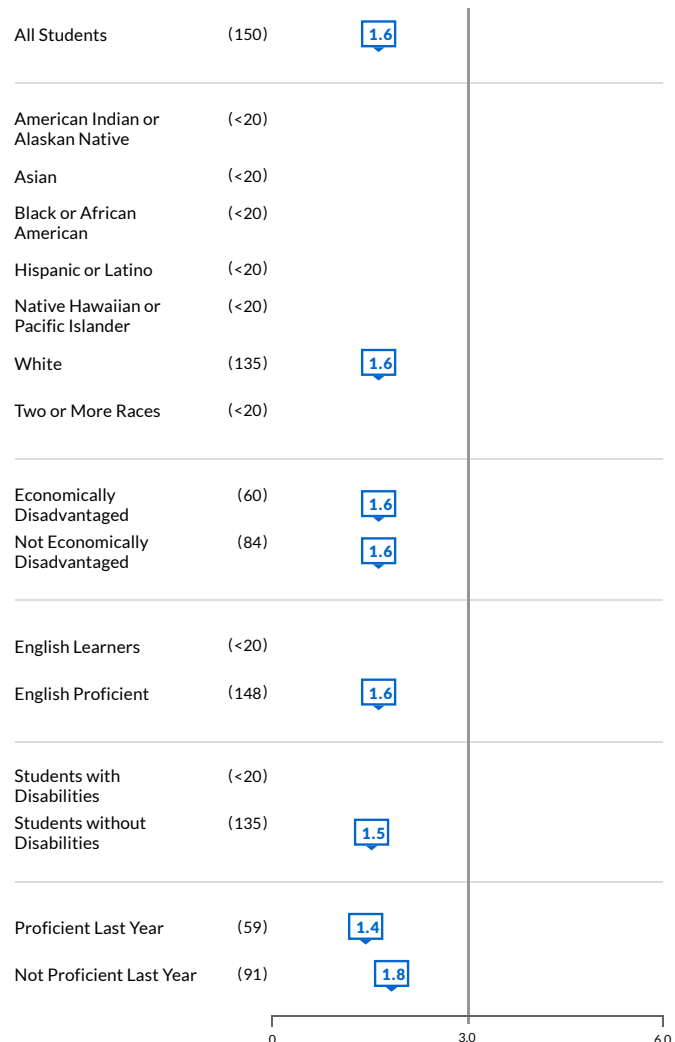 All Students (150) 1.6
American Indian or (<20)
Alaskan Native
Asian (<20)
Black or African (<20)
American
Hispanic or Latino (<20)
Native Hawaiian or (<20)
Pacific Islander
White (135) 1.6
Two or More Races (<20)
Economically (60) 1.6
Disadvantaged
Not Economically (84) 1.6
Disadvantaged
English Learners (<20)
English Proficient (148) 1.6
Students with (<20)
Disabilities
Students without (135) 1.5
Disabilities
Proficient Last Year (59) 1.4
Not Proficient Last Year (91) 1.8
0 3.0 6.0